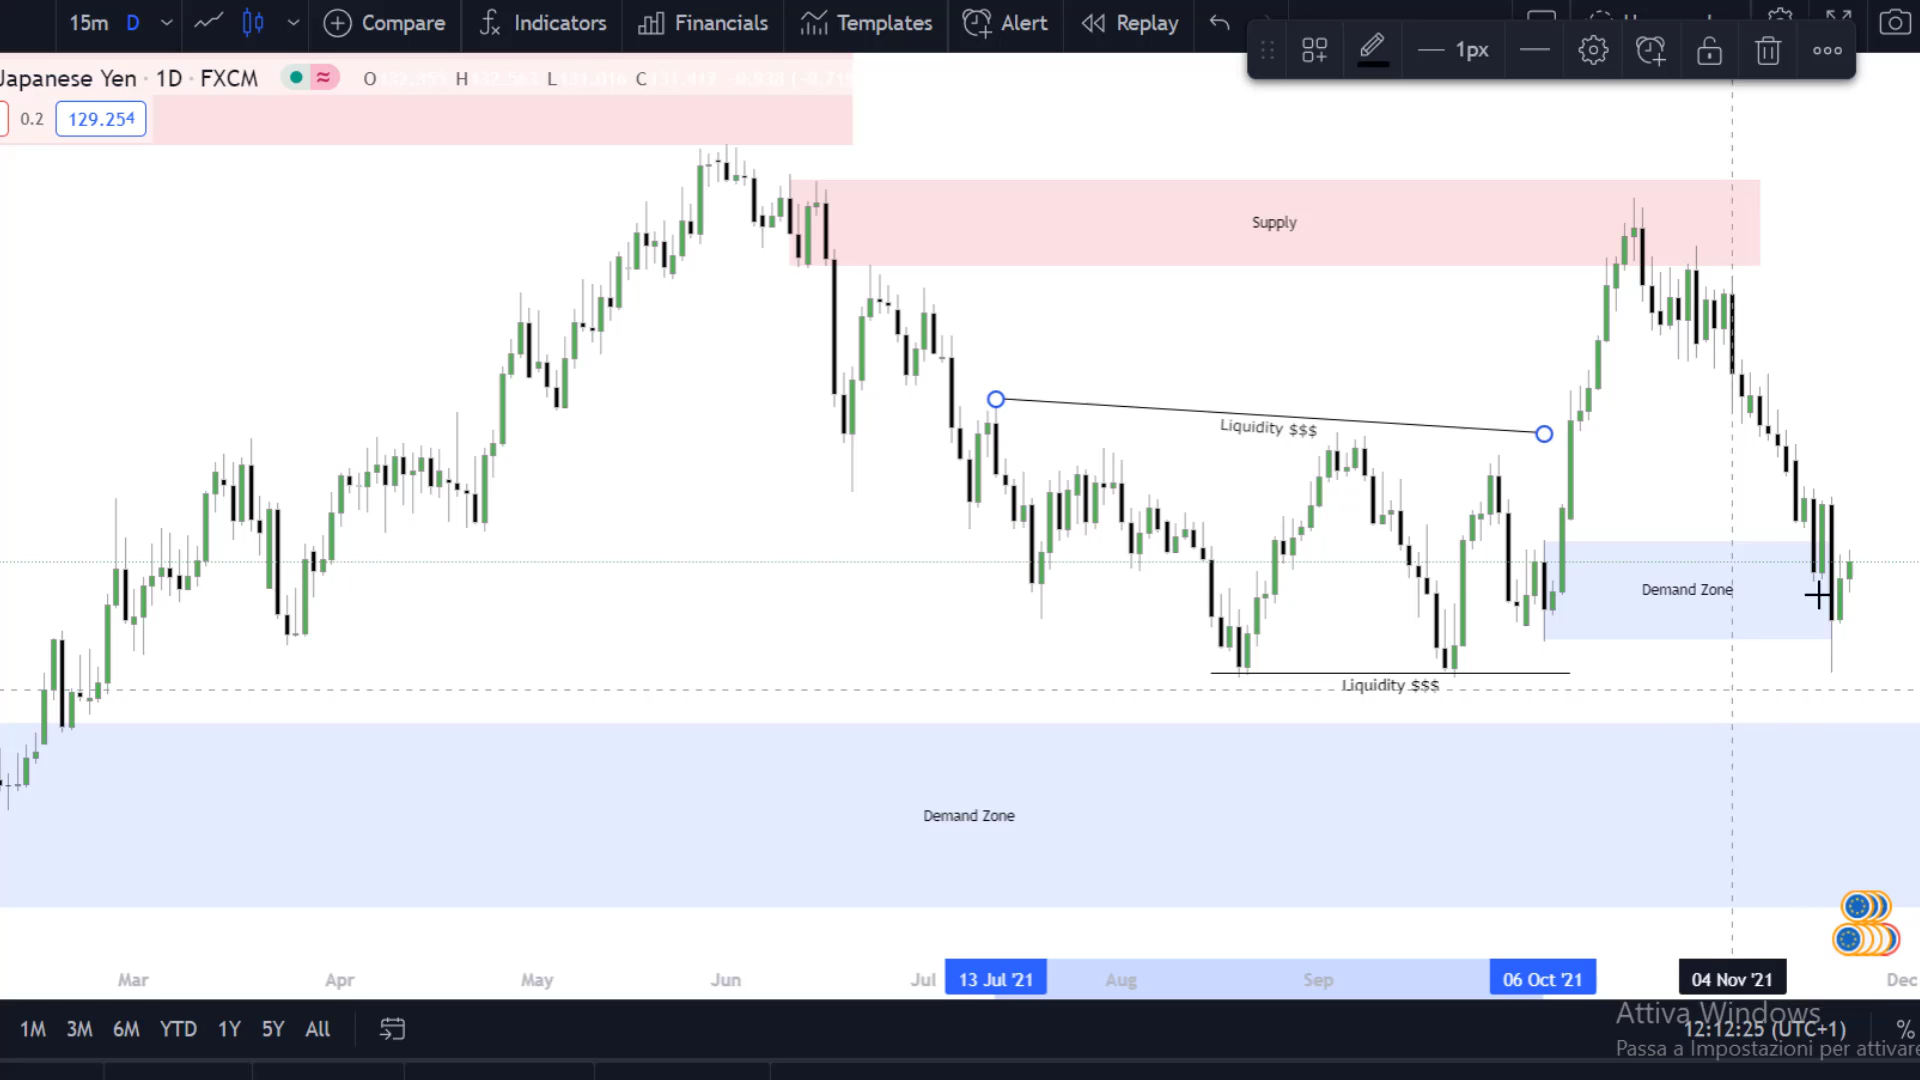 15m D Compare Indicators Financials Templates Alert Replay
1px
Japanese Yen · 1D · FXCM O H L C
0.2 129.254
Supply
Liquidity $$$
Demand Zone
Liquidity $$$
Demand Zone
Mar Apr May Jun Jul 13 Jul '21 Aug Sep 06 Oct '21 04 Nov '21 Dec
1M 3M 6M YTD 1Y 5Y All 12:12:25 (UTC+1) %
Attiva Windows
Passa a Impostazioni per attivare